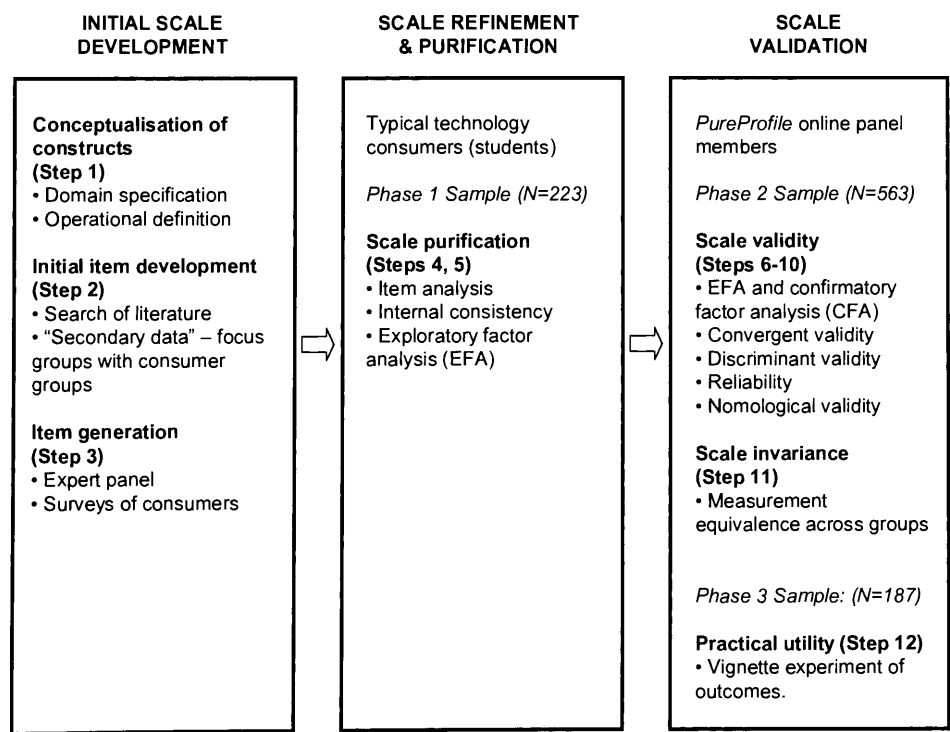 INITIAL SCALE
DEVELOPMENT
Conceptualisation of
constructs
(Step 1)
• Domain specification
• Operational definition
Initial item development
(Step 2)
• Search of literature
• “Secondary data” – focus
groups with consumer
groups
Item generation
(Step 3)
• Expert panel
• Surveys of consumers
SCALE REFINEMENT
& PURIFICATION
Typical technology
consumers (students)
Phase 1 Sample (N=223)
Scale purification
(Steps 4, 5)
• Item analysis
• Internal consistency
• Exploratory factor
analysis (EFA)
SCALE
VALIDATION
PureProfile online panel
members
Phase 2 Sample (N=563)
Scale validity
(Steps 6-10)
• EFA and confirmatory
factor analysis (CFA)
• Convergent validity
• Discriminant validity
• Reliability
• Nomological validity
Scale invariance
(Step 11)
• Measurement
equivalence across groups
Phase 3 Sample: (N=187)
Practical utility (Step 12)
• Vignette experiment of
outcomes.